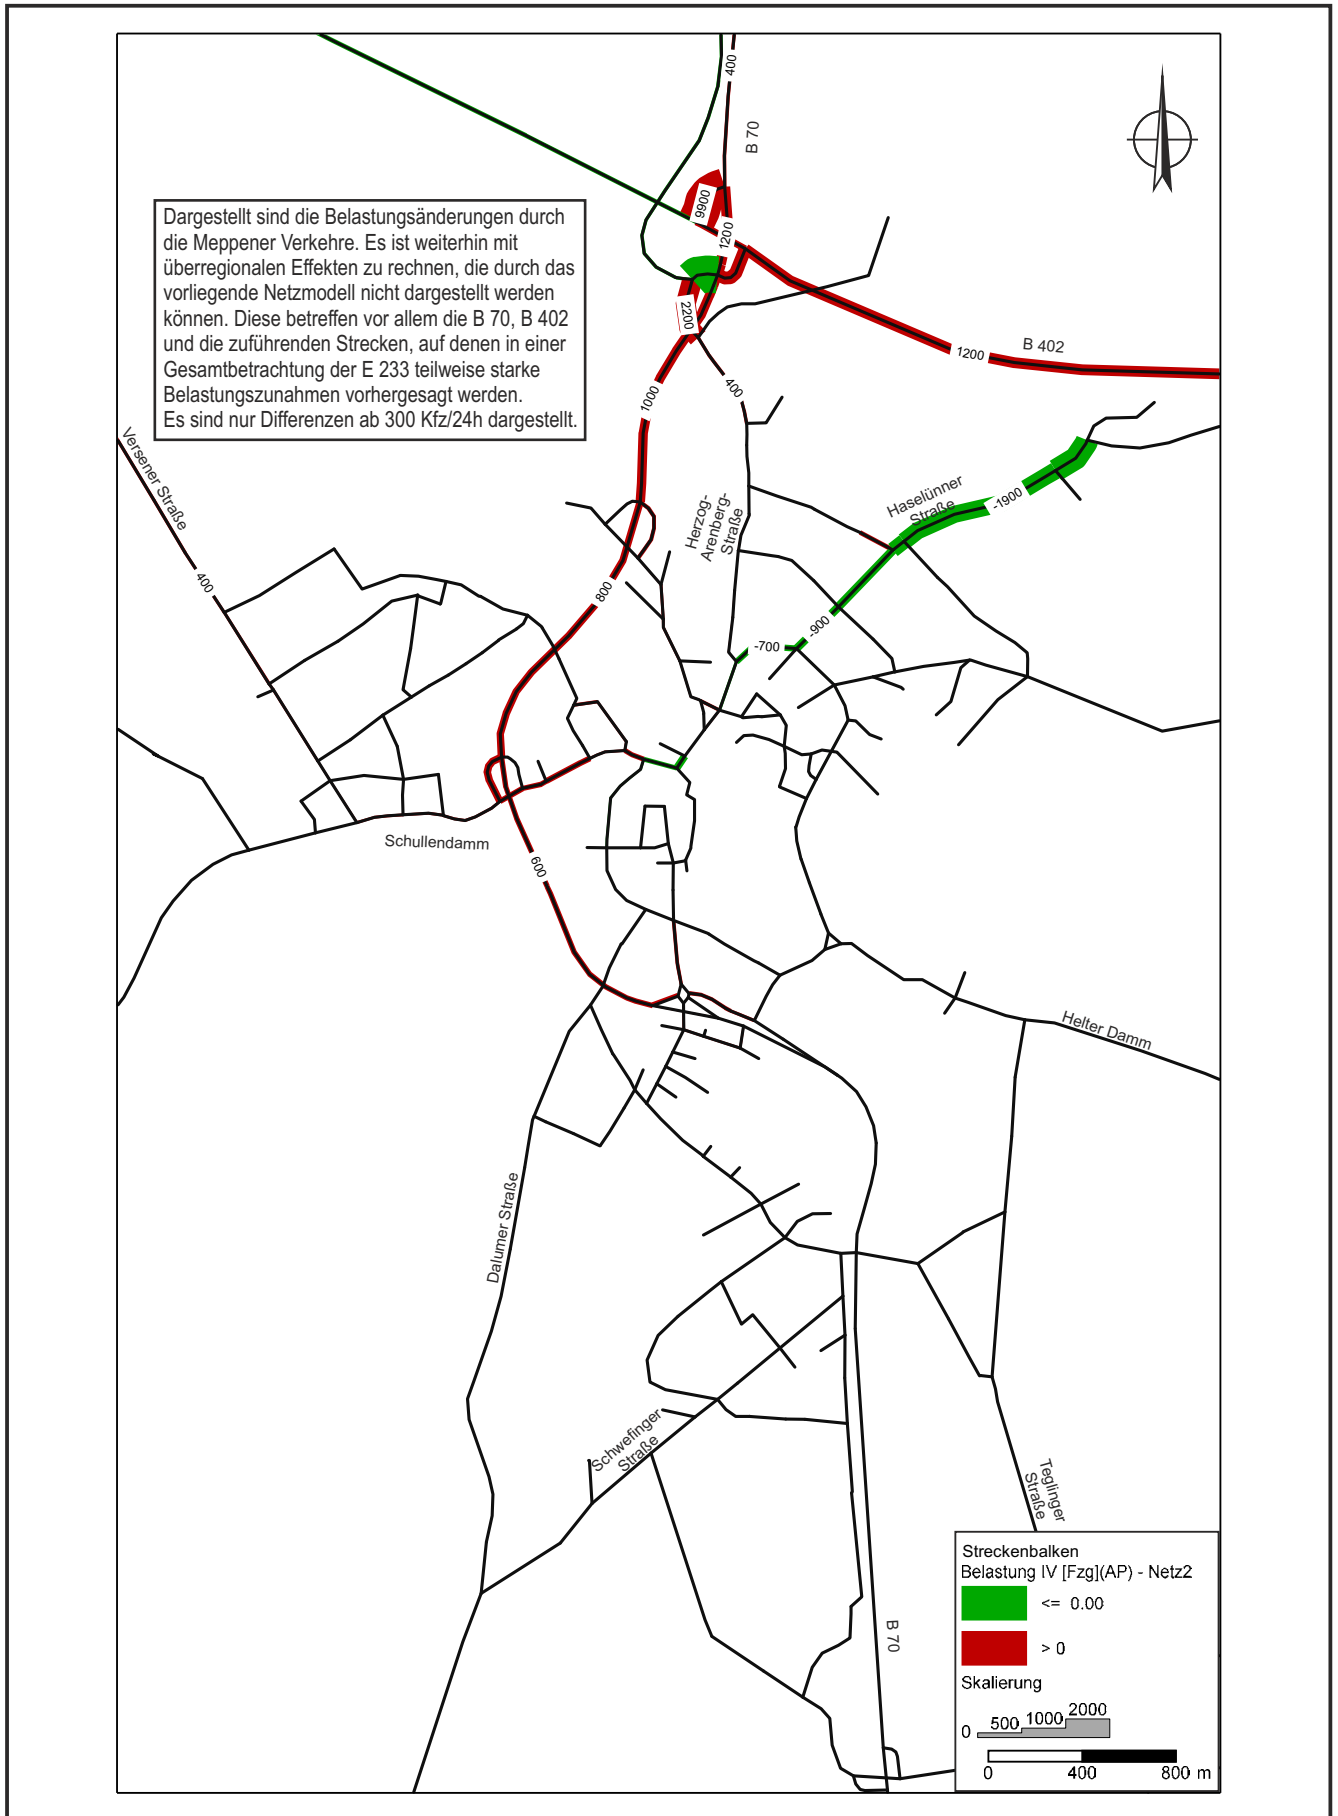 400
B 70
9900
1200
Dargestellt sind die Belastungsänderungen durch
die Meppener Verkehre. Es ist weiterhin mit
überregionalen Effekten zu rechnen, die durch das
vorliegende Netzmodell nicht dargestellt werden
können. Diese betreffen vor allem die B 70, B 402
und die zuführenden Strecken, auf denen in einer
Gesamtbetrachtung der E 233 teilweise starke
Belastungszunahmen vorhergesagt werden.
Es sind nur Differenzen ab 300 Kfz/24h dargestellt.
2200
1200
B 402
1000
400
Versener Straße
Haselünner
Straße
-1900
Herzog-
Arenberg-
Straße
400
800
-900
-700
Schullendamm
600
Helter Damm
Dalumer Straße
Schwefinger
Straße
Teglinger
Straße
B 70
Streckenbalken
Belastung IV [Fzg](AP) - Netz2
<= 0.00
> 0
Skalierung
0 500 1000 2000
0 400 800 m